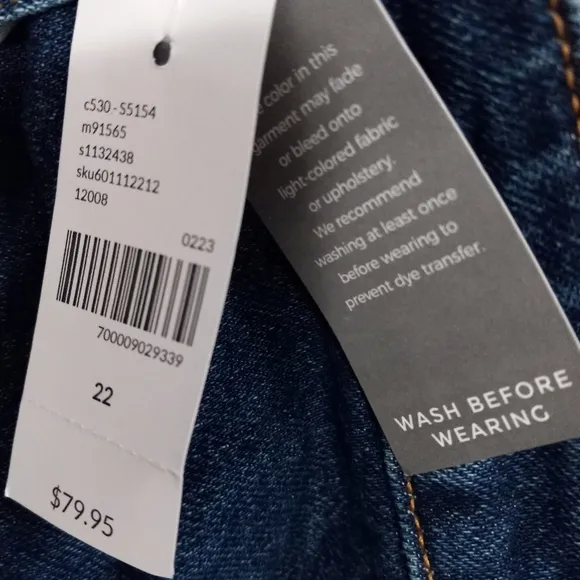 c530 - S5154
m91565
s1132438
sku601112212
12008
0223
700009029339
22
$79.95
color in this
garment may fade
or bleed onto
light-colored fabric
or upholstery.
We recommend
washing at least once
before wearing to
prevent dye transfer.
WASH BEFORE
WEARING